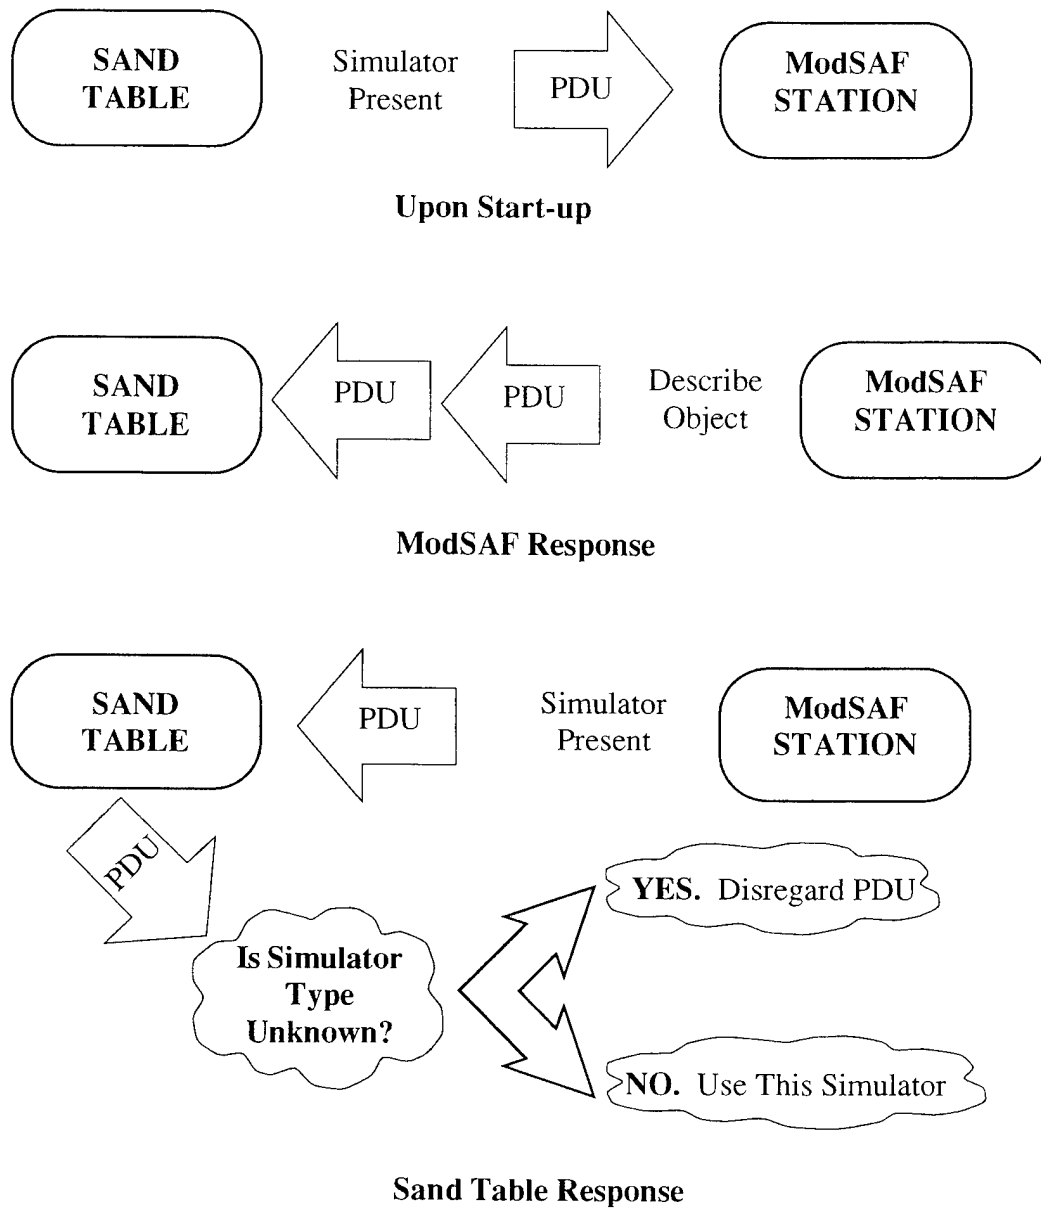 SAND
TABLE
Simulator
Present
PDU
ModSAF
STATION
Upon Start-up
SAND
TABLE
PDU
PDU
Describe
Object
ModSAF
STATION
ModSAF Response
SAND
TABLE
PDU
Simulator
Present
ModSAF
STATION
PDU
YES. Disregard PDU
Is Simulator
Type
Unknown?
NO. Use This Simulator
Sand Table Response